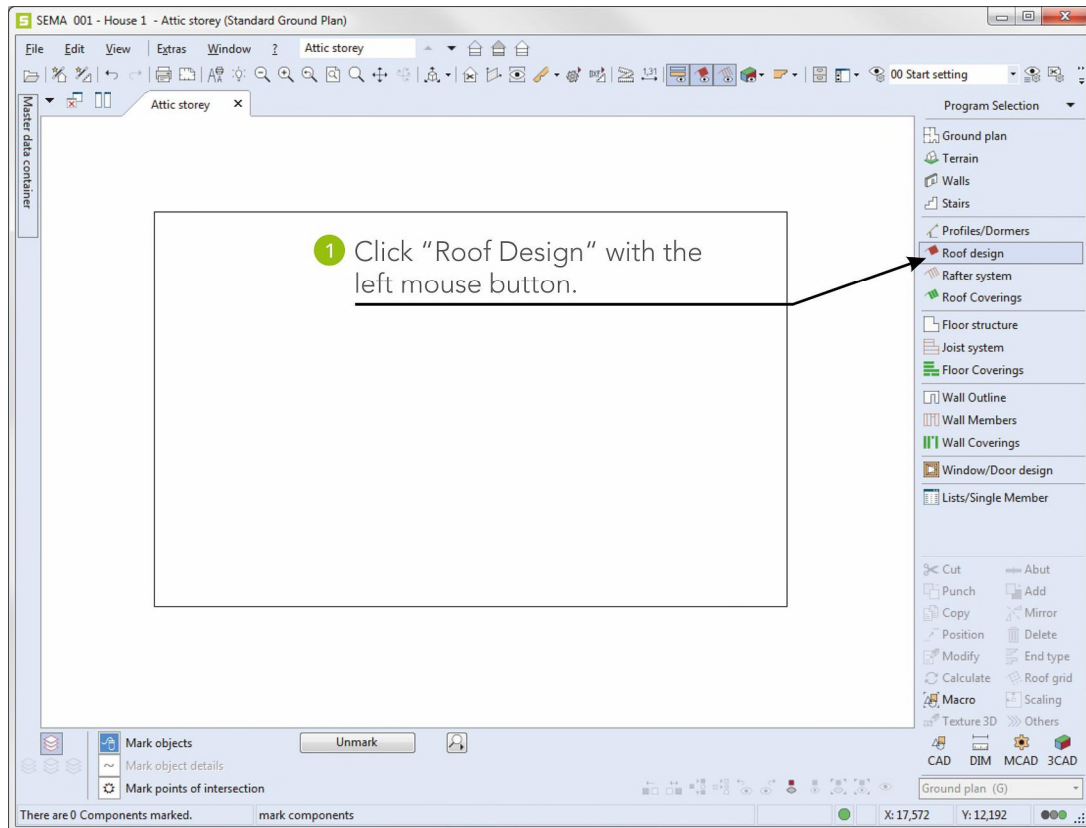 SEMA 001 - House 1 - Attic storey (Standard Ground Plan)
File Edit View Extras Window ? Attic storey
00 Start setting
Attic storey X
Master data container
1 Click “Roof Design“ with the
left mouse button.
Program Selection
Ground plan
Terrain
Walls
Stairs
Profiles/Dormers
Roof design
Rafter system
Roof Coverings
Floor structure
Joist system
Floor Coverings
Wall Outline
Wall Members
Wall Coverings
Window/Door design
Lists/Single Member
Cut Abut
Punch Add
Copy Mirror
Position Delete
Modify End type
Calculate Roof grid
Macro Scaling
Texture 3D Others
CAD DIM MCAD 3CAD
Mark objects Unmark
Mark object details
Mark points of intersection
Ground plan (G)
There are 0 Components marked. mark components X: 17,572 Y: 12,192